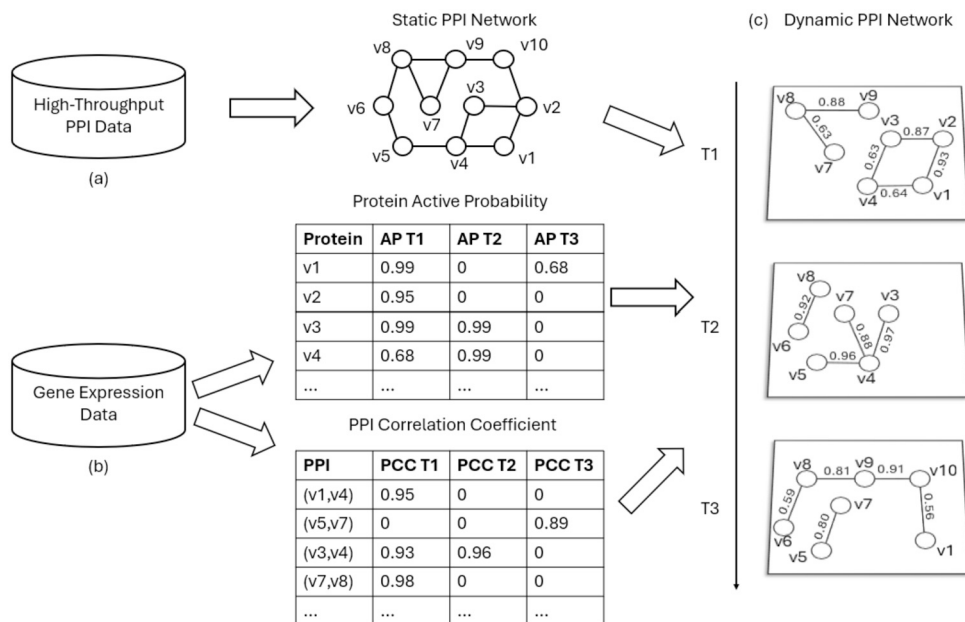 Static PPI Network
(c) Dynamic PPI Network
High-Throughput
PPI Data
(a)
v8
v9
v10
v3
v6
v7
v2
v5
v4
v1
Protein Active Probability
Protein AP T1 AP T2 AP T3
v1 0.99 0 0.68
v2 0.95 0 0
v3 0.99 0.99 0
v4 0.68 0.99 0
... ... ... ...
Gene Expression
Data
(b)
PPI Correlation Coefficient
PPI PCC T1 PCC T2 PCC T3
(v1,v4) 0.95 0 0
(v5,v7) 0 0 0.89
(v3,v4) 0.93 0.96 0
(v7,v8) 0.98 0 0
... ... ... ...
T1
v8
0.88
v9
v3
v2
0.63
0.87
v7
0.63
0.93
v4
0.64
v1
T2
v8
v7
v3
0.92
v6
0.88
0.97
v5
0.96
v4
T3
v8
0.81
v9
0.91
v10
0.59
v7
0.56
v6
0.80
v5
v1